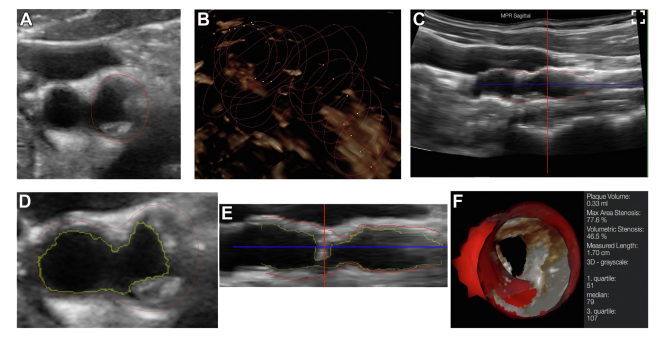 A
B
C
MPR Sagittal
D
E
F
Plaque Volume:
0.33 ml
Max Area Stenosis:
77.6 %
Volumetric Stenosis:
46.5 %
Measured Length:
1.70 cm
3D - grayscale:
1. quartile:
51
median:
79
3. quartile:
107